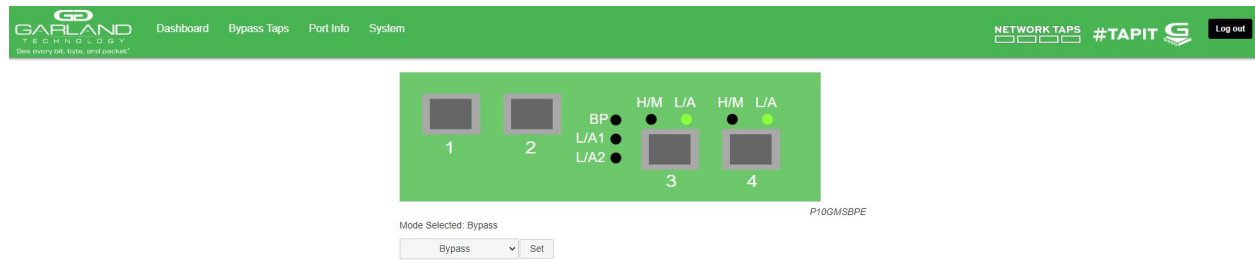 GARLAND
TECHNOLOGY
See every bit, byte, and packet®
Dashboard Bypass Taps Port Info System
NETWORK TAPS
#TAPIT
Log out
H/M L/A H/M L/A
BP
L/A1
L/A2
1 2
3 4
P10GMSBPE
Mode Selected: Bypass
Bypass Set